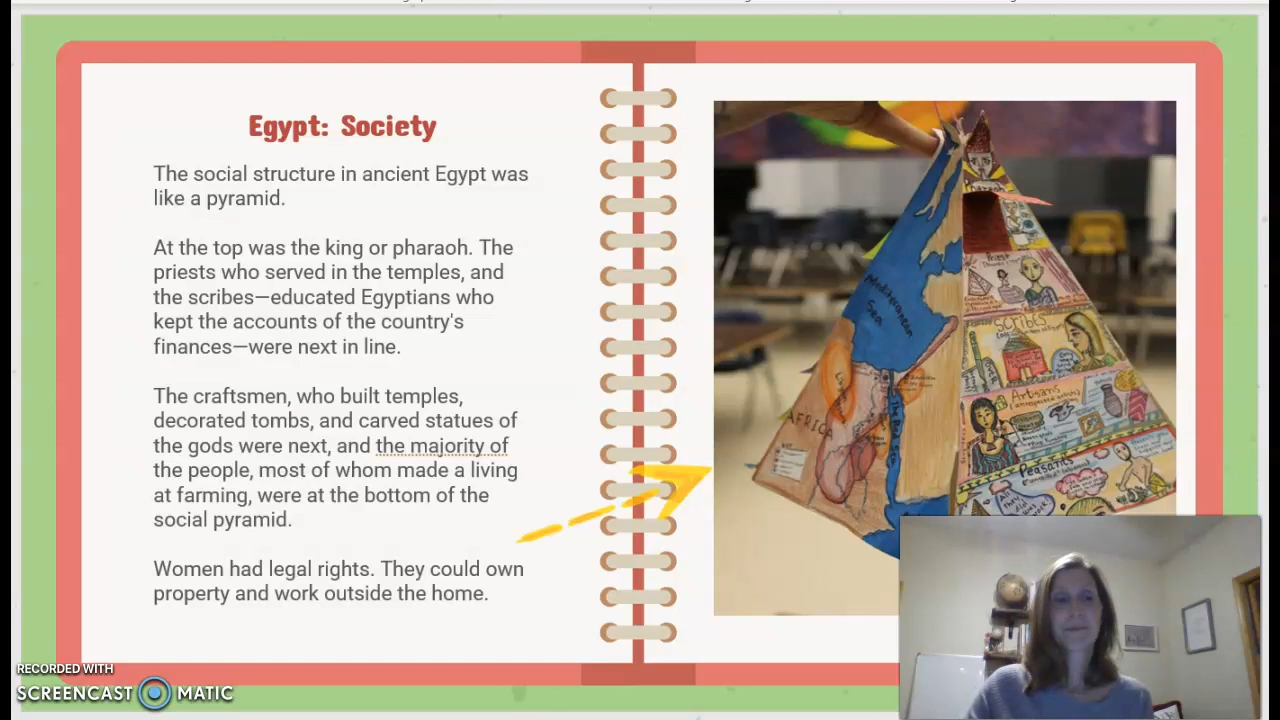 Egypt: Society
The social structure in ancient Egypt was
like a pyramid.
At the top was the king or pharaoh. The
priests who served in the temples, and
the scribes—educated Egyptians who
kept the accounts of the country's
finances—were next in line.
The craftsmen, who built temples,
decorated tombs, and carved statues of
the gods were next, and the majority of
the people, most of whom made a living
at farming, were at the bottom of the
social pyramid.
Women had legal rights. They could own
property and work outside the home.
Mediterranean
Sea
AFRICA
Pharaoh
Priest
Scribes
Artisans
Peasants
RECORDED WITH
SCREENCAST MATIC